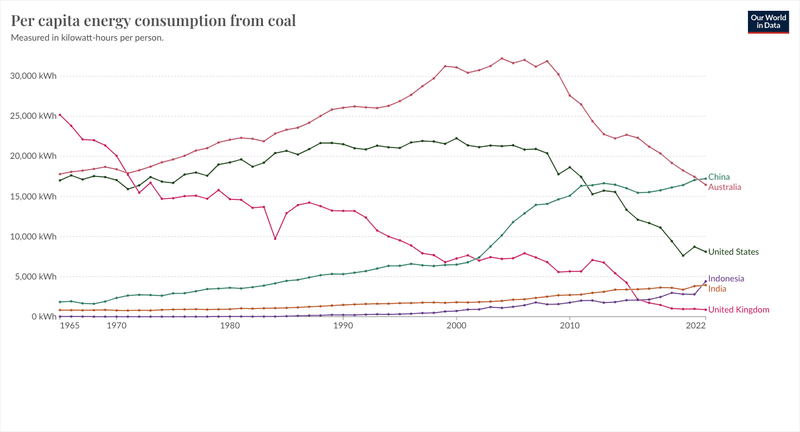 Per capita energy consumption from coal
Measured in kilowatt-hours per person.
Our World
in Data
30,000 kWh
25,000 kWh
20,000 kWh
15,000 kWh
10,000 kWh
5,000 kWh
0 kWh
China
Australia
United States
Indonesia
India
United Kingdom
1965
1970
1980
1990
2000
2010
2022